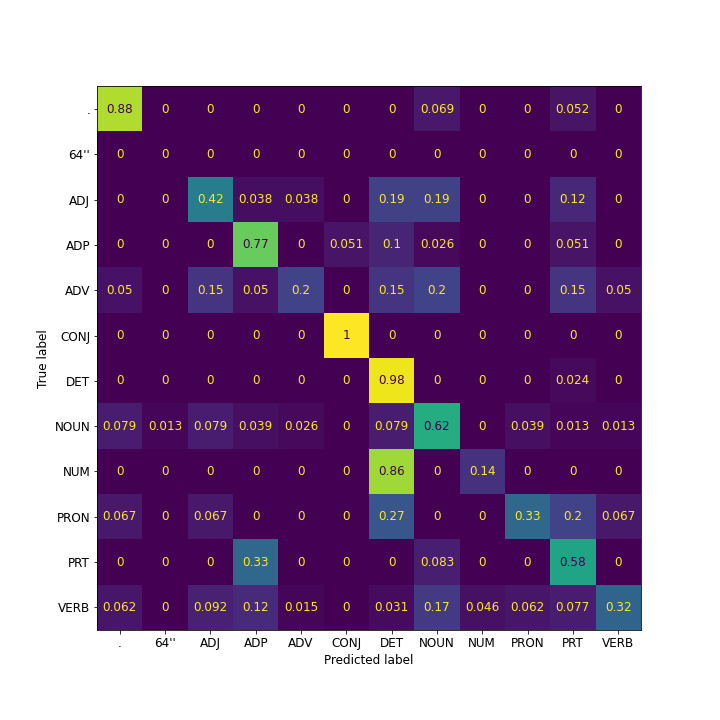 . 0.88 0 0 0 0 0 0 0.069 0 0 0.052 0
64'' 0 0 0 0 0 0 0 0 0 0 0 0
ADJ 0 0 0.42 0.038 0.038 0 0.19 0.19 0 0 0.12 0
ADP 0 0 0 0.77 0 0.051 0.1 0.026 0 0 0.051 0
ADV 0.05 0 0.15 0.05 0.2 0 0.15 0.2 0 0 0.15 0.05
CONJ 0 0 0 0 0 1 0 0 0 0 0 0
True label
DET 0 0 0 0 0 0 0.98 0 0 0 0.024 0
NOUN 0.079 0.013 0.079 0.039 0.026 0 0.079 0.62 0 0.039 0.013 0.013
NUM 0 0 0 0 0 0 0.86 0 0.14 0 0 0
PRON 0.067 0 0.067 0 0 0 0.27 0 0 0.33 0.2 0.067
PRT 0 0 0 0.33 0 0 0 0.083 0 0 0.58 0
VERB 0.062 0 0.092 0.12 0.015 0 0.031 0.17 0.046 0.062 0.077 0.32
. 64'' ADJ ADP ADV CONJ DET NOUN NUM PRON PRT VERB
Predicted label